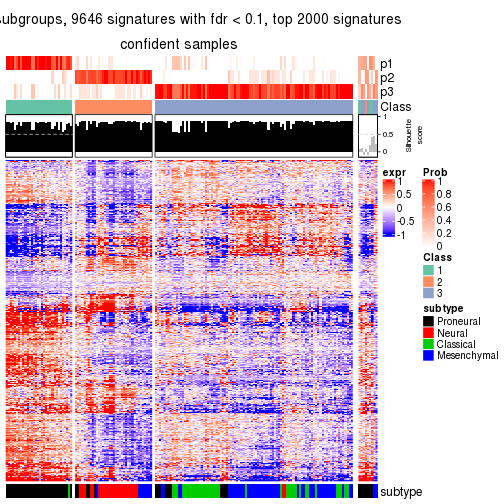 subgroups, 9646 signatures with fdr < 0.1, top 2000 signatures
confident samples
p1
p2
p3
Class
1
0.5
0
Silhouette
score
expr
1
0.5
0
-0.5
-1
Prob
1
0.8
0.6
0.4
0.2
0
Class
1
2
3
subtype
Proneural
Neural
Classical
Mesenchymal
subtype